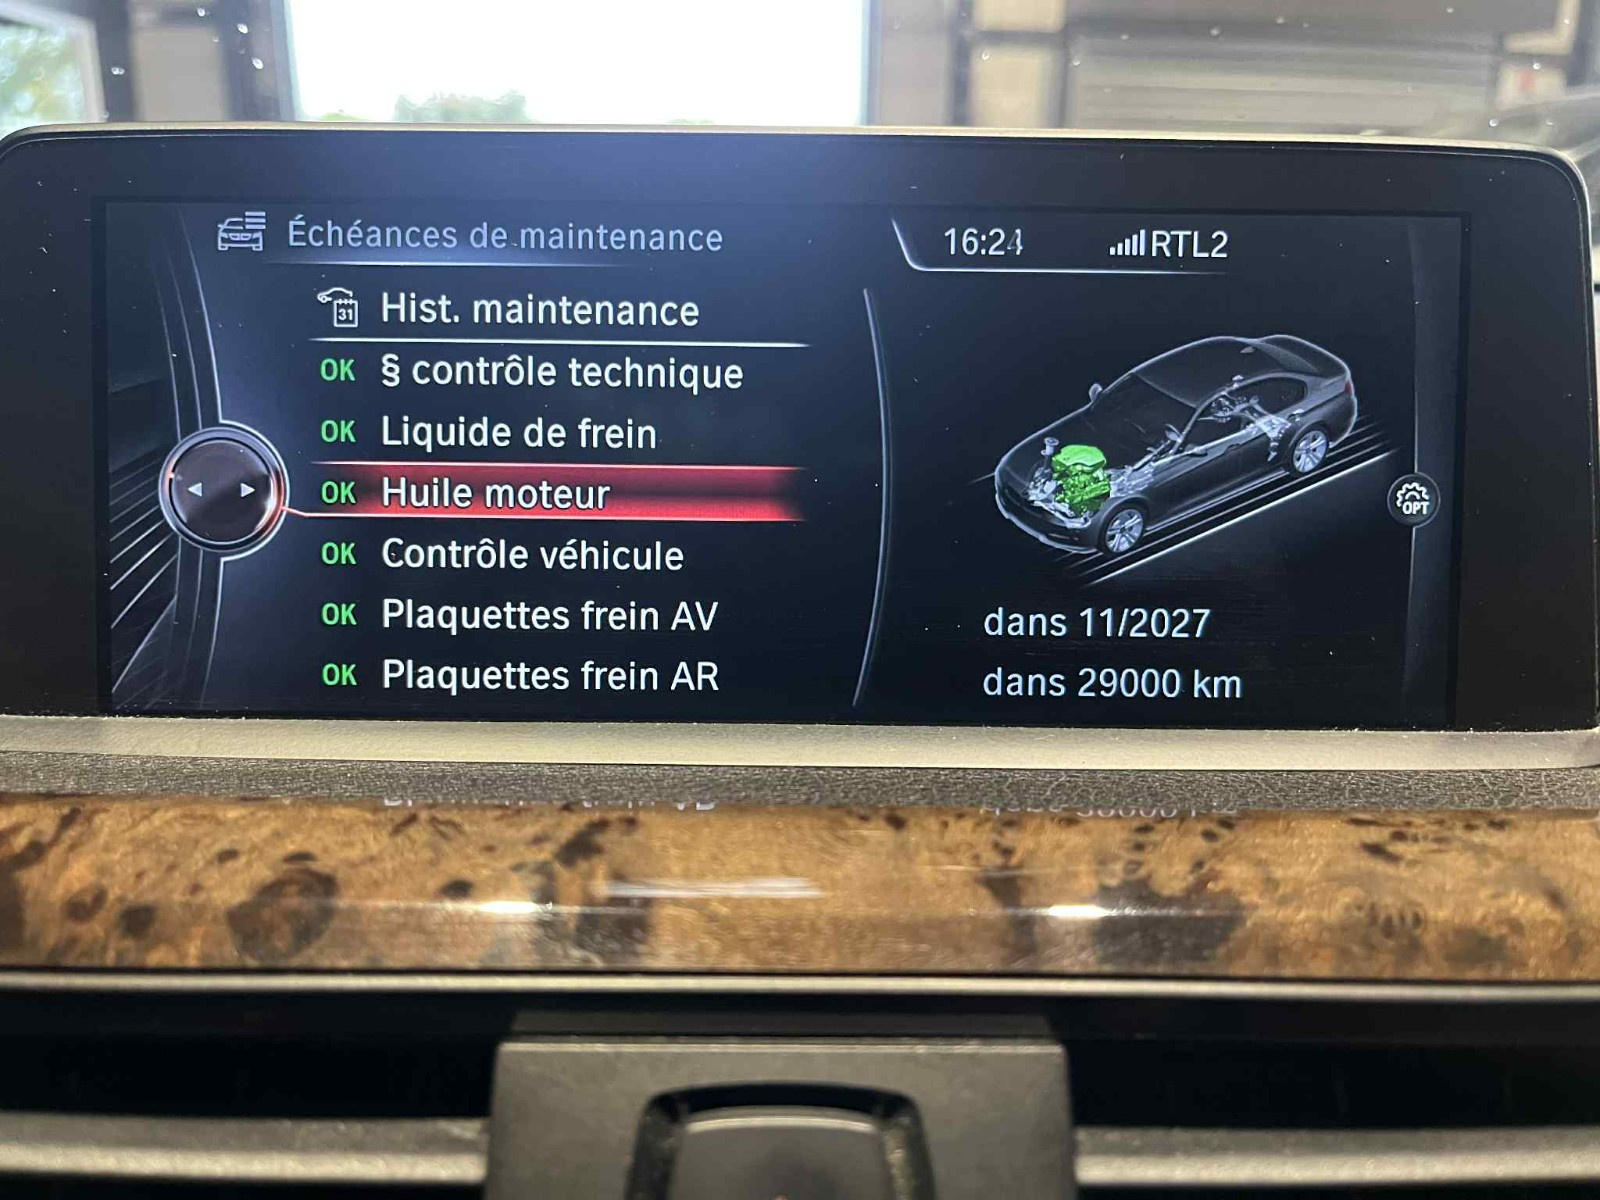 Échéances de maintenance
16:24 RTL2
31 Hist. maintenance
OK § contrôle technique
OK Liquide de frein
OK Huile moteur
OK Contrôle véhicule
OK Plaquettes frein AV
OK Plaquettes frein AR
OPT
dans 11/2027
dans 29000 km